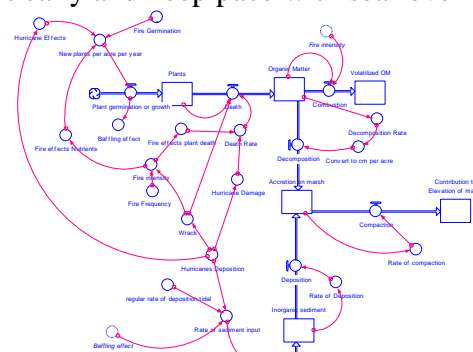 Hurricane Effects
Fire Germination
New plants per acre per year
Fire intensity
Plants
Organic Matter
Volatilized OM
Plant germination or growth
Death
Combustion
Baffling effect
Decomposition Rate
Fire effects Nutrients
Fire effects plant death
Death Rate
Decomposition
Convert to cm per acre
Fire intensity
Accretion in marsh
Contribution t
Elevation of ma
Fire Frequency
Hurricane Damage
Wrack
Compaction
Hurricanes Deposition
Rate of compaction
Deposition
regular rate of deposition tidal
Rate of Deposition
Inorganic sediment
Rate of sediment input
Baffling effect